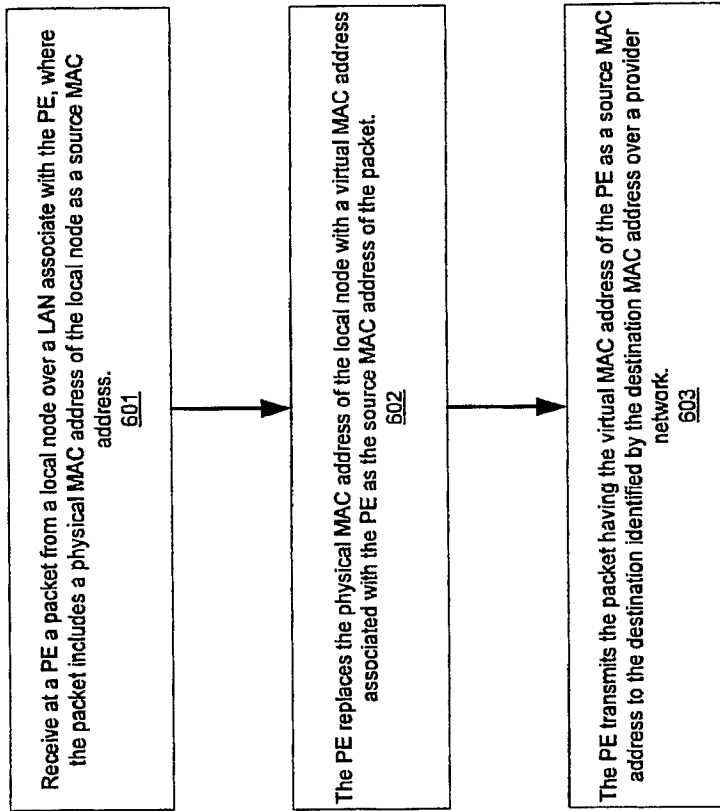 Receive at a PE a packet from a local node over a LAN associate with the PE, where
the packet includes a physical MAC address of the local node as a source MAC
address.
601
The PE replaces the physical MAC address of the local node with a virtual MAC address
associated with the PE as the source MAC address of the packet.
602
The PE transmits the packet having the virtual MAC address of the PE as a source MAC
address to the destination identified by the destination MAC address over a provider
network.
603